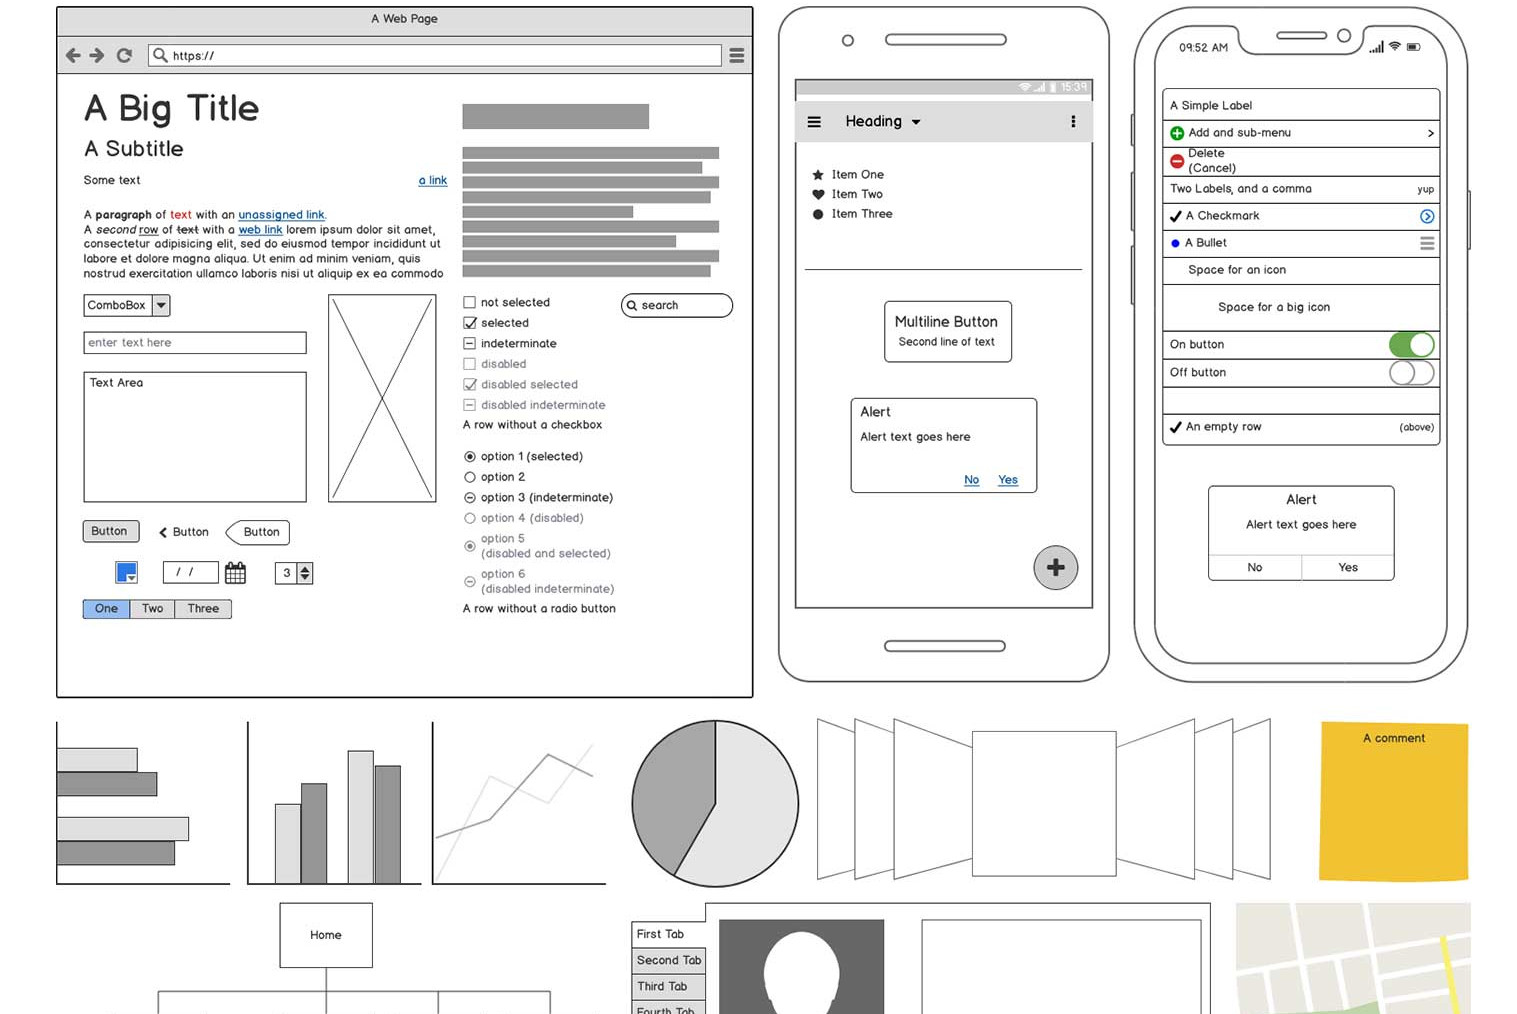 A Web Page
https://
A Big Title
A Subtitle
Some text
a link
A paragraph of text with an unassigned link.
A second row of text with a web link lorem ipsum dolor sit amet,
consectetur adipisicing elit, sed do eiusmod tempor incididunt ut
labore et dolore magna aliqua. Ut enim ad minim veniam, quis
nostrud exercitation ullamco laboris nisi ut aliquip ex ea commodo
ComboBox
enter text here
Text Area
Button
Button
Button
/ /
3
One
Two
Three
not selected
selected
indeterminate
disabled
disabled selected
disabled indeterminate
A row without a checkbox
search
option 1 (selected)
option 2
option 3 (indeterminate)
option 4 (disabled)
option 5
(disabled and selected)
option 6
(disabled indeterminate)
A row without a radio button
15:39
Heading
Item One
Item Two
Item Three
Multiline Button
Second line of text
Alert
Alert text goes here
No
Yes
09:52 AM
A Simple Label
Add and sub-menu
Delete
(Cancel)
Two Labels, and a comma
yup
A Checkmark
A Bullet
Space for an icon
Space for a big icon
On button
Off button
An empty row
(above)
Alert
Alert text goes here
No
Yes
A comment
Home
First Tab
Second Tab
Third Tab
Fourth Tab